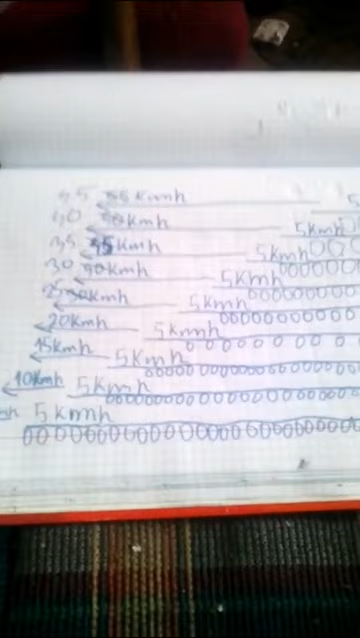 45 55 Kmh 5
40 50 Kmh 5kmh
35 45 Kmh 5kmh
30 40 Kmh 5kmh
25 30 Kmh 5kmh
20Kmh 5kmh
15Kmh 5kmh
10Kmh 5kmh
5kmh